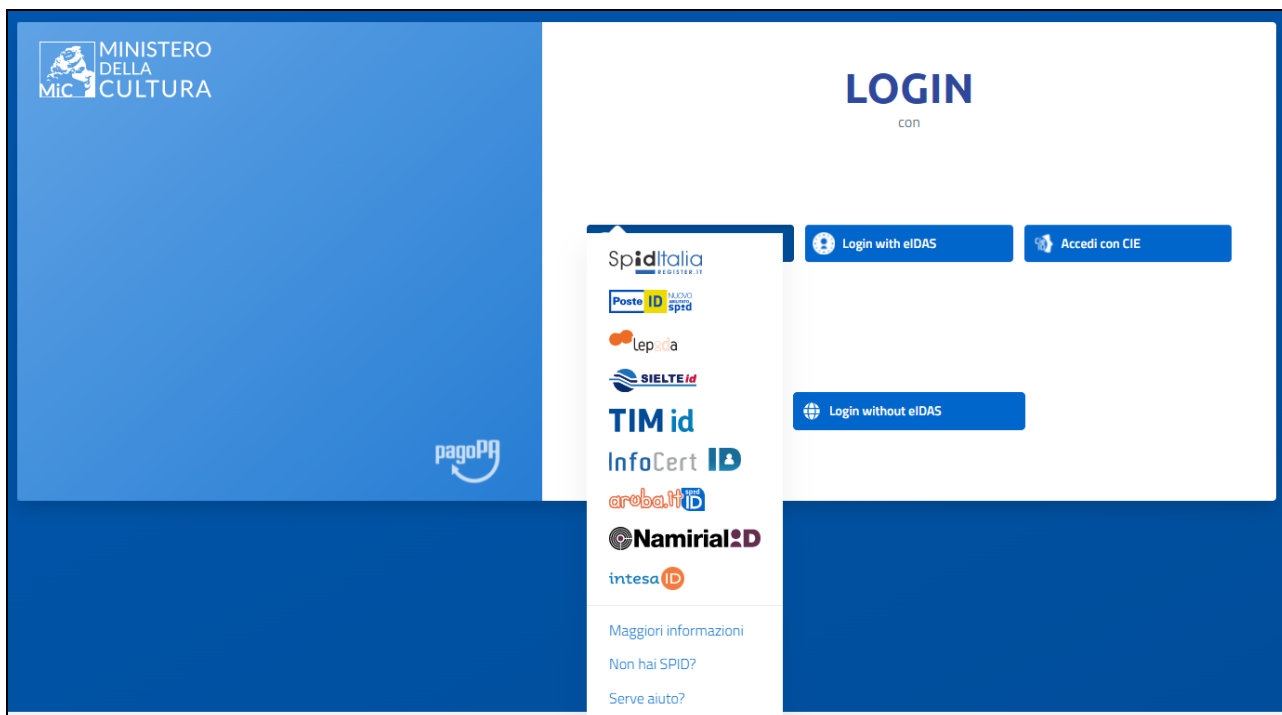 MINISTERO
DELLA
CULTURA
MiC
LOGIN
con
Login with eIDAS
Accedi con CIE
SpidItalia
REGISTER.IT
Poste ID NUOVO
spid
Lepida
SIELTE id
TIM id
Login without eIDAS
pagoPA
InfoCert ID
aruba.it spid ID
Namirial ID
intesa ID
Maggiori informazioni
Non hai SPID?
Serve aiuto?